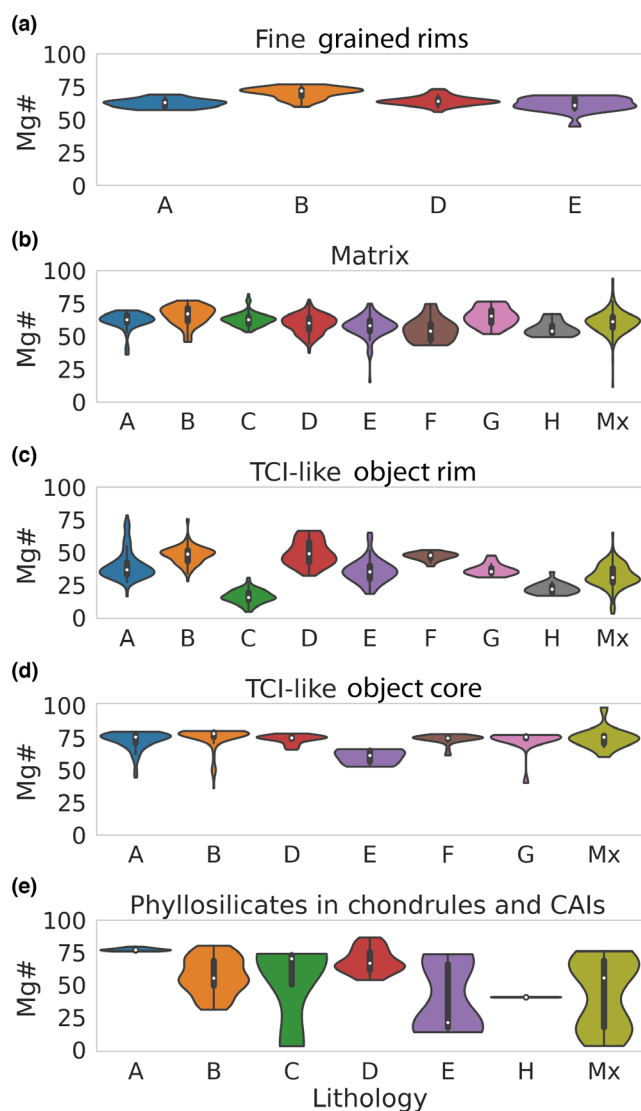 (a)
Fine grained rims
100
75
50
25
0
Mg#
A B D E
(b)
Matrix
100
75
50
25
0
Mg#
A B C D E F G H Mx
(c)
TCI-like object rim
100
75
50
25
0
Mg#
A B C D E F G H Mx
(d)
TCI-like object core
100
75
50
25
0
Mg#
A B D E F G Mx
(e)
Phyllosilicates in chondrules and CAIs
100
75
50
25
0
Mg#
A B C D E H Mx
Lithology